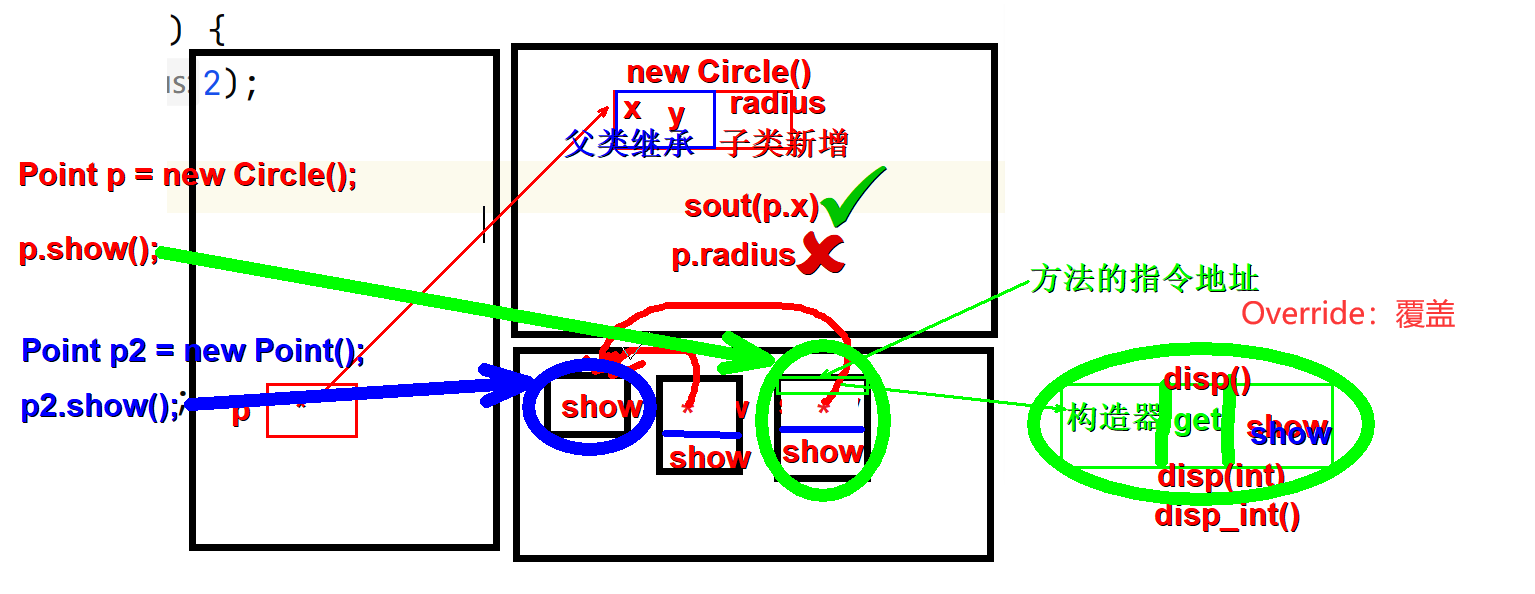 ) {
us: 2);
new Circle()
x y radius
父类继承 子类新增
Point p = new Circle();
sout(p.x)
p.show();
p.radius
方法的指令地址
Override: 覆盖
Point p2 = new Point();
p2.show();
p *
show
* show
* show
disp()
构造器 get show
show
disp(int)
disp_int()